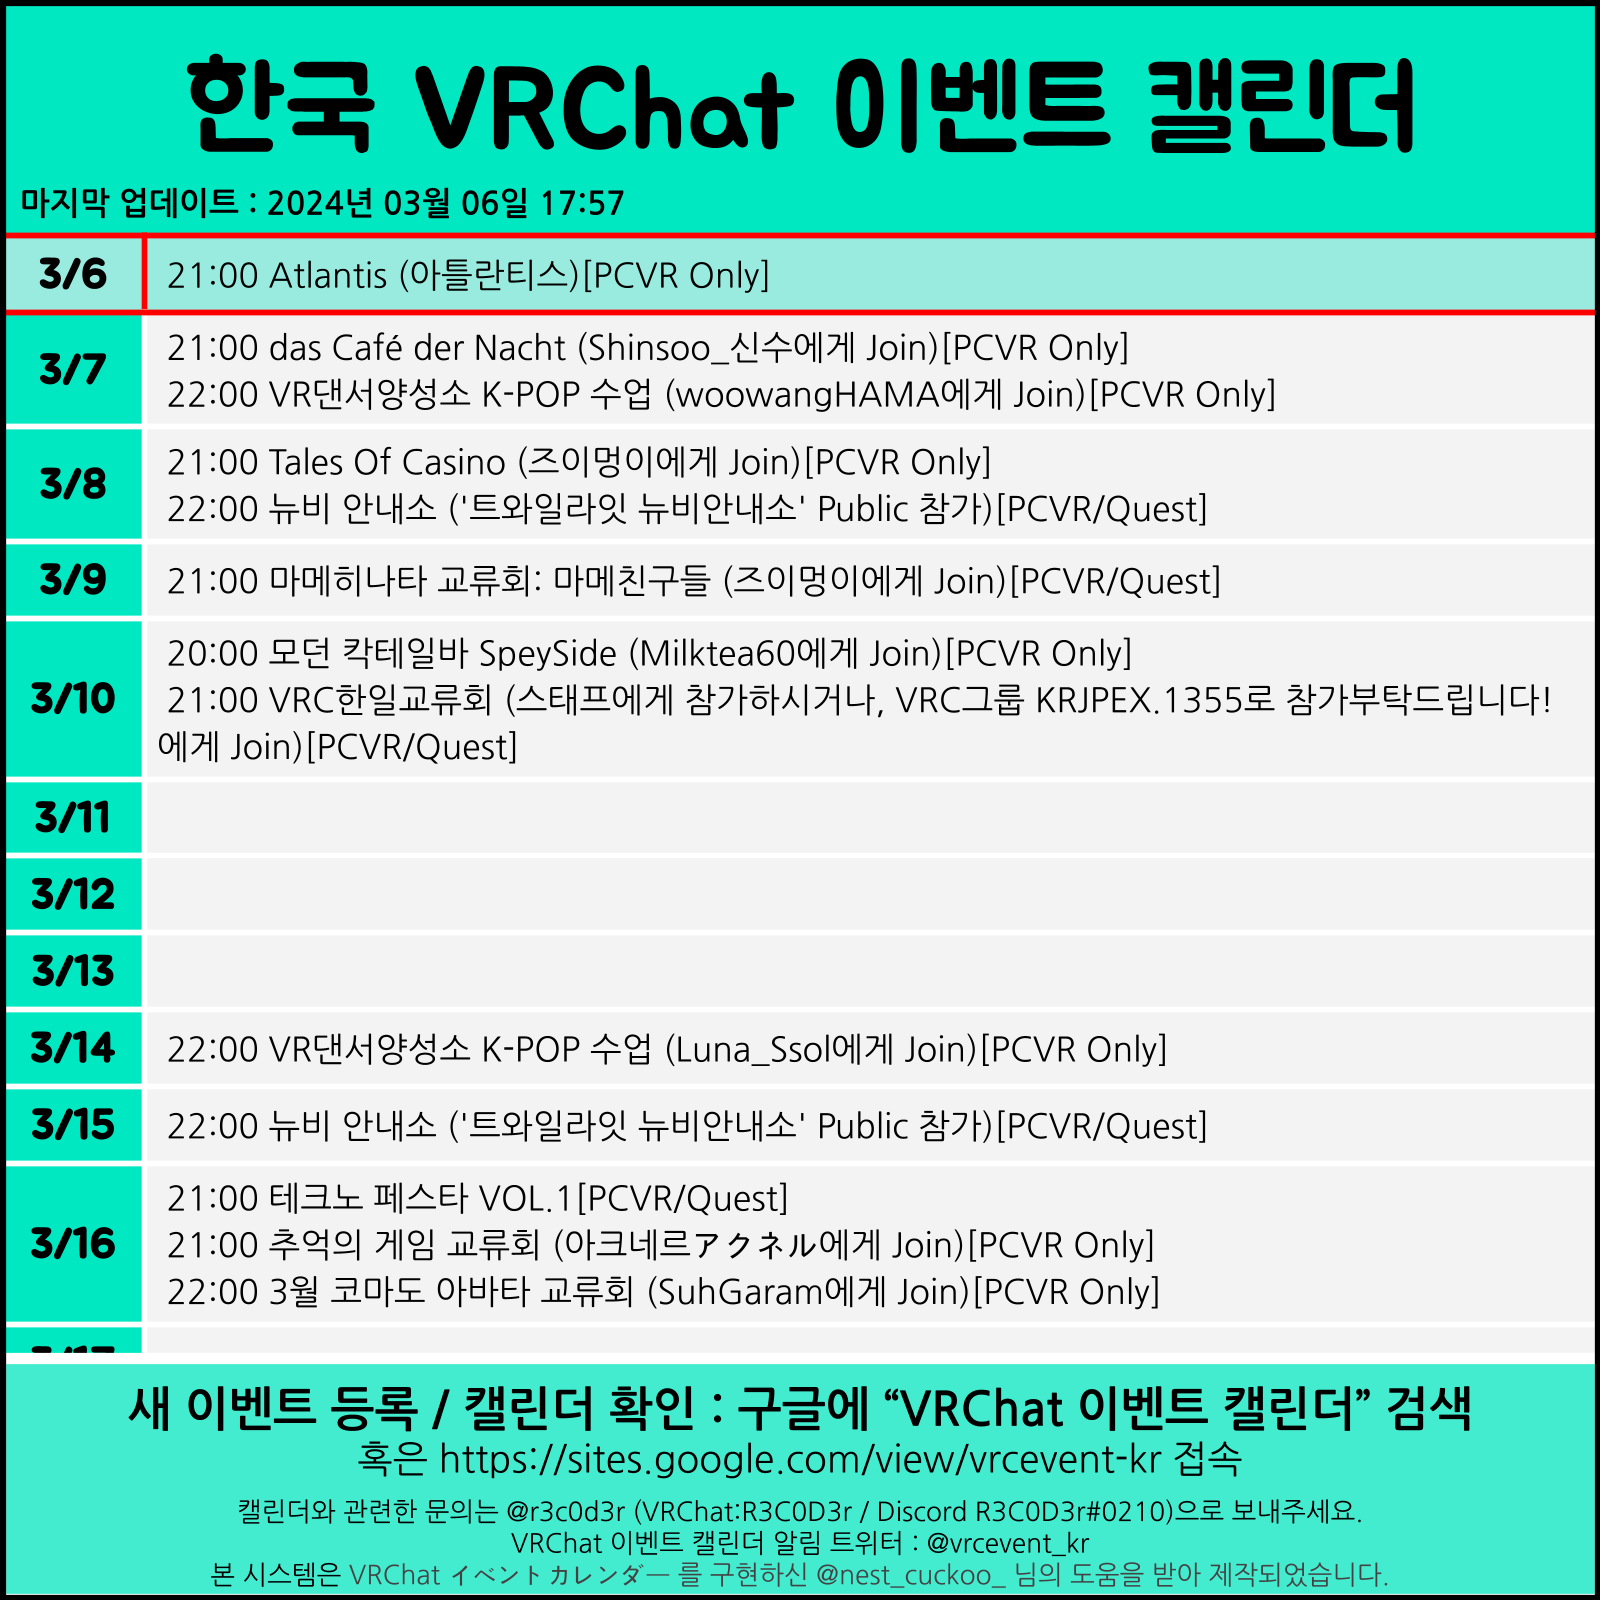 한국 VRChat 이벤트 캘린더
마지막 업데이트 : 2024년 03월 06일 17:57
3/6
21:00 Atlantis (아틀란티스)[PCVR Only]
3/7
21:00 das Café der Nacht (Shinsoo_신수에게 Join)[PCVR Only]
22:00 VR댄서양성소 K-POP 수업 (woowangHAMA에게 Join)[PCVR Only]
3/8
21:00 Tales Of Casino (즈이멍이에게 Join)[PCVR Only]
22:00 뉴비 안내소 ('트와일라잇 뉴비안내소' Public 참가)[PCVR/Quest]
3/9
21:00 마메히나타 교류회: 마메친구들 (즈이멍이에게 Join)[PCVR/Quest]
3/10
20:00 모던 칵테일바 SpeySide (Milktea60에게 Join)[PCVR Only]
21:00 VRC한일교류회 (스태프에게 참가하시거나, VRC그룹 KRJPEX.1355로 참가부탁드립니다!
에게 Join)[PCVR/Quest]
3/11
3/12
3/13
3/14
22:00 VR댄서양성소 K-POP 수업 (Luna_Ssol에게 Join)[PCVR Only]
3/15
22:00 뉴비 안내소 ('트와일라잇 뉴비안내소' Public 참가)[PCVR/Quest]
3/16
21:00 테크노 페스타 VOL.1[PCVR/Quest]
21:00 추억의 게임 교류회 (아크네르アクネル에게 Join)[PCVR Only]
22:00 3월 코마도 아바타 교류회 (SuhGaram에게 Join)[PCVR Only]
새 이벤트 등록 / 캘린더 확인 : 구글에 “VRChat 이벤트 캘린더” 검색
혹은 https://sites.google.com/view/vrcevent-kr 접속
캘린더와 관련한 문의는 @r3c0d3r (VRChat:R3C0D3r / Discord R3C0D3r#0210)으로 보내주세요.
VRChat 이벤트 캘린더 알림 트위터 : @vrcevent_kr
본 시스템은 VRChat イベントカレンダー 를 구현하신 @nest_cuckoo_ 님의 도움을 받아 제작되었습니다.